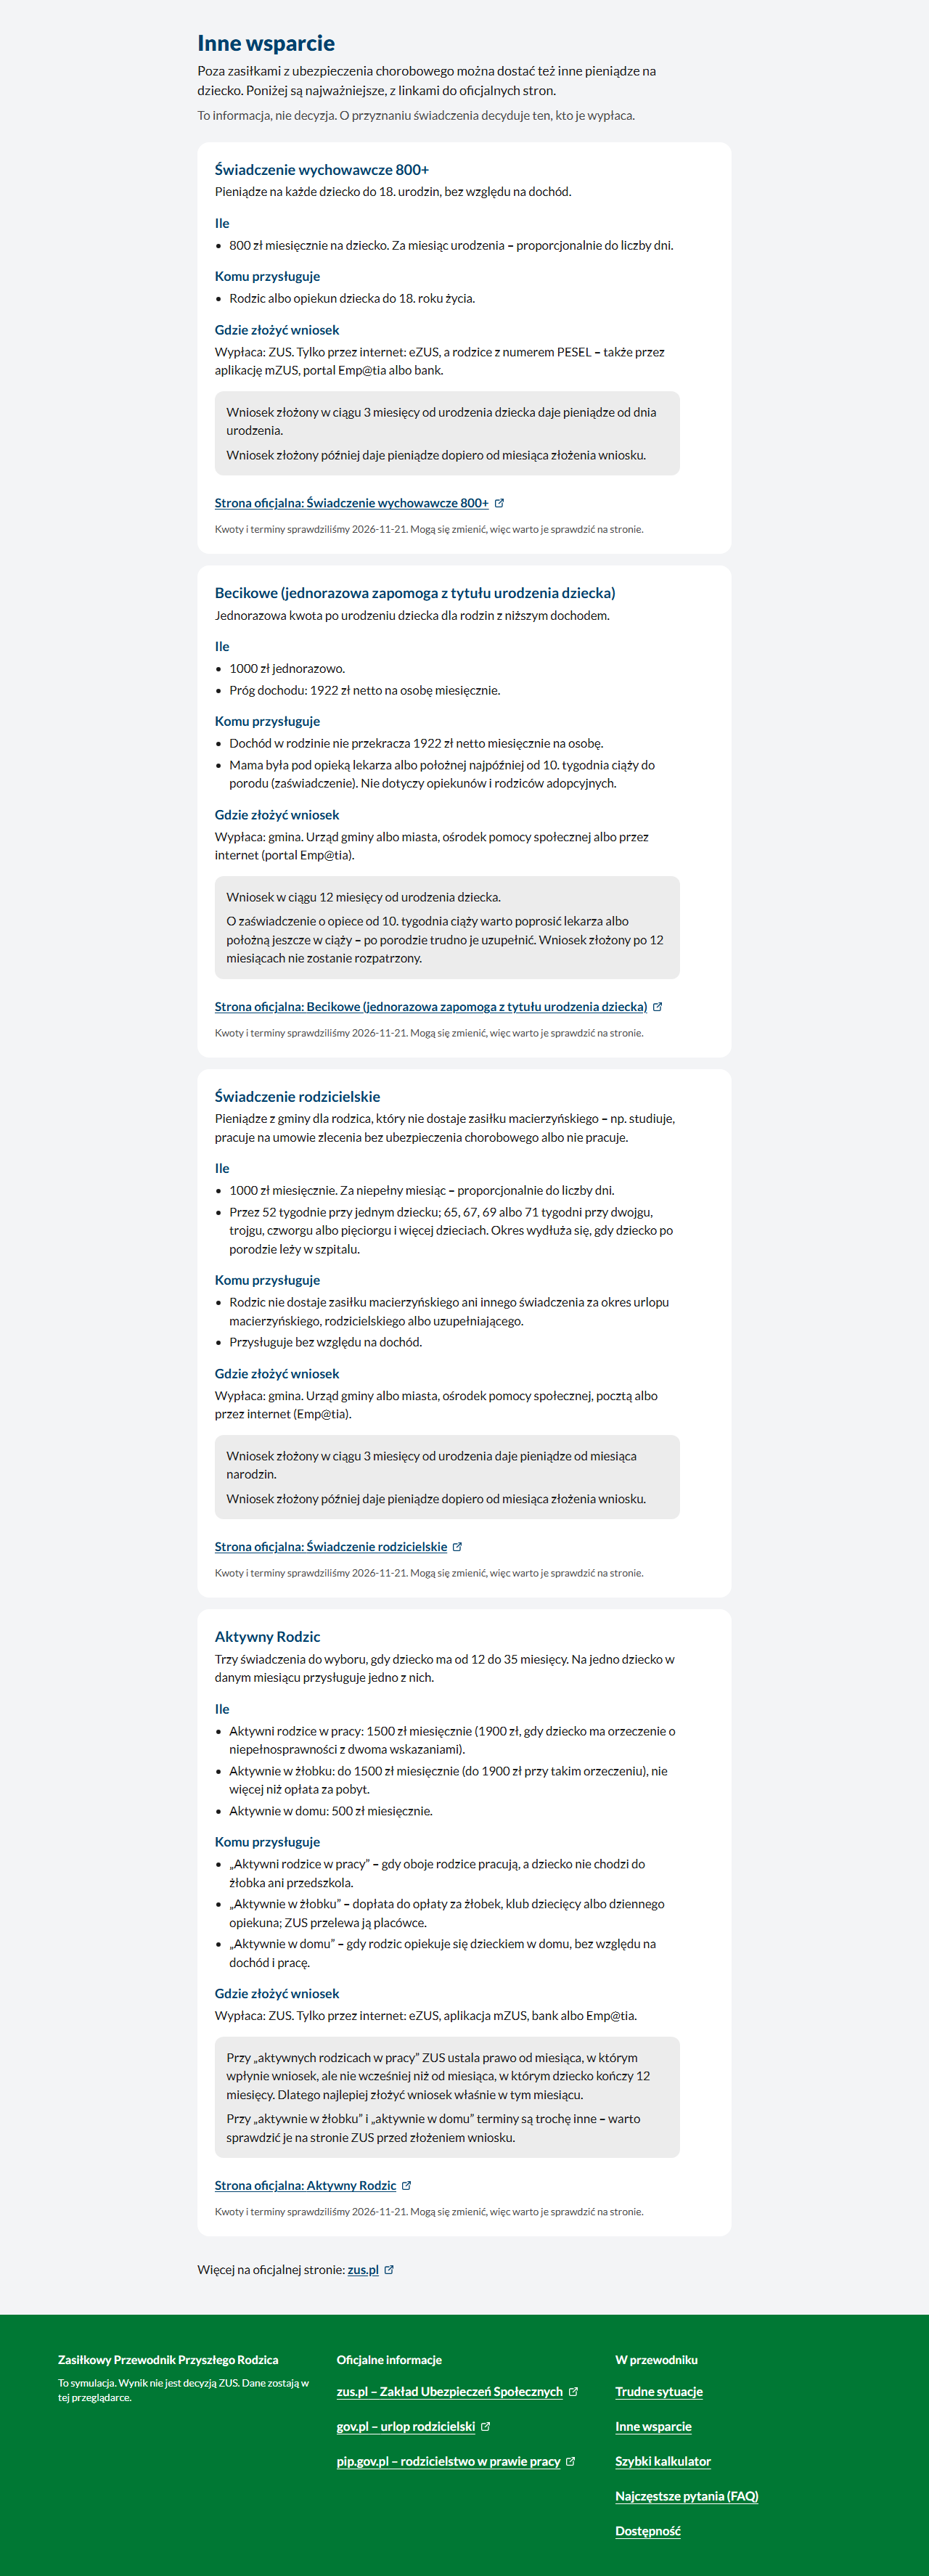 Inne wsparcie
Poza zasiłkami z ubezpieczenia chorobowego można dostać też inne pieniądze na
dziecko. Poniżej są najważniejsze, z linkami do oficjalnych stron.
To informacja, nie decyzja. O przyznaniu świadczenia decyduje ten, kto je wypłaca.
Świadczenie wychowawcze 800+
Pieniądze na każde dziecko do 18. urodzin, bez względu na dochód.
Ile
• 800 zł miesięcznie na dziecko. Za miesiąc urodzenia – proporcjonalnie do liczby dni.
Komu przysługuje
• Rodzic albo opiekun dziecka do 18. roku życia.
Gdzie złożyć wniosek
Wypłaca: ZUS. Tylko przez internet: eZUS, a rodzice z numerem PESEL – także przez
aplikację mZUS, portal Emp@tia albo bank.
Wniosek złożony w ciągu 3 miesięcy od urodzenia dziecka daje pieniądze od dnia
urodzenia.
Wniosek złożony później daje pieniądze dopiero od miesiąca złożenia wniosku.
Strona oficjalna: Świadczenie wychowawcze 800+
Kwoty i terminy sprawdziliśmy 2026-11-21. Mogą się zmienić, więc warto je sprawdzić na stronie.
Becikowe (jednorazowa zapomoga z tytułu urodzenia dziecka)
Jednorazowa kwota po urodzeniu dziecka dla rodzin z niższym dochodem.
Ile
• 1000 zł jednorazowo.
• Próg dochodu: 1922 zł netto na osobę miesięcznie.
Komu przysługuje
• Dochód w rodzinie nie przekracza 1922 zł netto miesięcznie na osobę.
• Mama była pod opieką lekarza albo położnej najpóźniej od 10. tygodnia ciąży do
porodu (zaświadczenie). Nie dotyczy opiekunów i rodziców adopcyjnych.
Gdzie złożyć wniosek
Wypłaca: gmina. Urząd gminy albo miasta, ośrodek pomocy społecznej albo przez
internet (portal Emp@tia).
Wniosek w ciągu 12 miesięcy od urodzenia dziecka.
O zaświadczenie o opiece od 10. tygodnia ciąży warto poprosić lekarza albo
położną jeszcze w ciąży – po porodzie trudno je uzupełnić. Wniosek złożony po 12
miesiącach nie zostanie rozpatrzony.
Strona oficjalna: Becikowe (jednorazowa zapomoga z tytułu urodzenia dziecka)
Kwoty i terminy sprawdziliśmy 2026-11-21. Mogą się zmienić, więc warto je sprawdzić na stronie.
Świadczenie rodzicielskie
Pieniądze z gminy dla rodzica, który nie dostaje zasiłku macierzyńskiego – np. studiuje,
pracuje na umowie zlecenia bez ubezpieczenia chorobowego albo nie pracuje.
Ile
• 1000 zł miesięcznie. Za niepełny miesiąc – proporcjonalnie do liczby dni.
• Przez 52 tygodnie przy jednym dziecku; 65, 67, 69 albo 71 tygodni przy dwojgu,
trojgu, czworgu albo pięciorgu i więcej dzieciach. Okres wydłuża się, gdy dziecko po
porodzie leży w szpitalu.
Komu przysługuje
• Rodzic nie dostaje zasiłku macierzyńskiego ani innego świadczenia za okres urlopu
macierzyńskiego, rodzicielskiego albo uzupełniającego.
• Przysługuje bez względu na dochód.
Gdzie złożyć wniosek
Wypłaca: gmina. Urząd gminy albo miasta, ośrodek pomocy społecznej, pocztą albo
przez internet (Emp@tia).
Wniosek złożony w ciągu 3 miesięcy od urodzenia daje pieniądze od miesiąca
narodzin.
Wniosek złożony później daje pieniądze dopiero od miesiąca złożenia wniosku.
Strona oficjalna: Świadczenie rodzicielskie
Kwoty i terminy sprawdziliśmy 2026-11-21. Mogą się zmienić, więc warto je sprawdzić na stronie.
Aktywny Rodzic
Trzy świadczenia do wyboru, gdy dziecko ma od 12 do 35 miesięcy. Na jedno dziecko w
danym miesiącu przysługuje jedno z nich.
Ile
• Aktywni rodzice w pracy: 1500 zł miesięcznie (1900 zł, gdy dziecko ma orzeczenie o
niepełnosprawności z dwoma wskazaniami).
• Aktywnie w żłobku: do 1500 zł miesięcznie (do 1900 zł przy takim orzeczeniu), nie
więcej niż opłata za pobyt.
• Aktywnie w domu: 500 zł miesięcznie.
Komu przysługuje
• „Aktywni rodzice w pracy” – gdy oboje rodzice pracują, a dziecko nie chodzi do
żłobka ani przedszkola.
• „Aktywnie w żłobku” – dopłata do opłaty za żłobek, klub dziecięcy albo dziennego
opiekuna; ZUS przelewa ją placówce.
• „Aktywnie w domu” – gdy rodzic opiekuje się dzieckiem w domu, bez względu na
dochód i pracę.
Gdzie złożyć wniosek
Wypłaca: ZUS. Tylko przez internet: eZUS, aplikacja mZUS, bank albo Emp@tia.
Przy „aktywnych rodzicach w pracy” ZUS ustala prawo od miesiąca, w którym
wpłynie wniosek, ale nie wcześniej niż od miesiąca, w którym dziecko kończy 12
miesięcy. Dlatego najlepiej złożyć wniosek właśnie w tym miesiącu.
Przy „aktywnie w żłobku” i „aktywnie w domu” terminy są trochę inne – warto
sprawdzić je na stronie ZUS przed złożeniem wniosku.
Strona oficjalna: Aktywny Rodzic
Kwoty i terminy sprawdziliśmy 2026-11-21. Mogą się zmienić, więc warto je sprawdzić na stronie.
Więcej na oficjalnej stronie: zus.pl
Zasiłkowy Przewodnik Przyszłego Rodzica
To symulacja. Wynik nie jest decyzją ZUS. Dane zostają w
tej przeglądarce.
Oficjalne informacje
zus.pl – Zakład Ubezpieczeń Społecznych
gov.pl – urlop rodzicielski
pip.gov.pl – rodzicielstwo w prawie pracy
W przewodniku
Trudne sytuacje
Inne wsparcie
Szybki kalkulator
Najczęstsze pytania (FAQ)
Dostępność